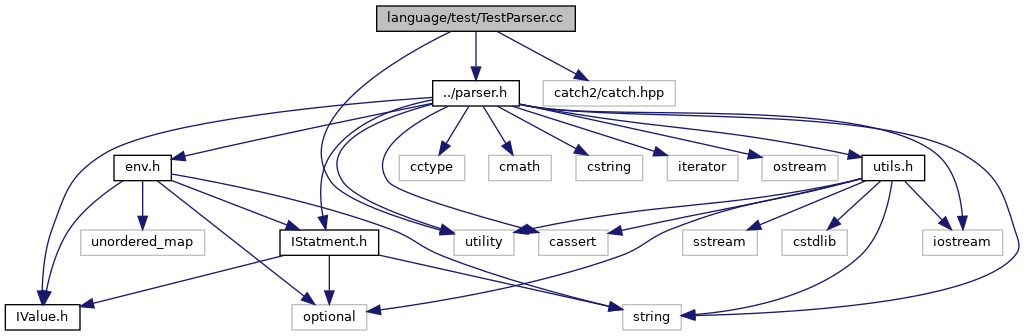 language/test/TestParser.cc
../parser.h
catch2/catch.hpp
env.h
cctype
cmath
cstring
iterator
ostream
utils.h
unordered_map
IStatment.h
utility
cassert
sstream
cstdlib
iostream
IValue.h
optional
string